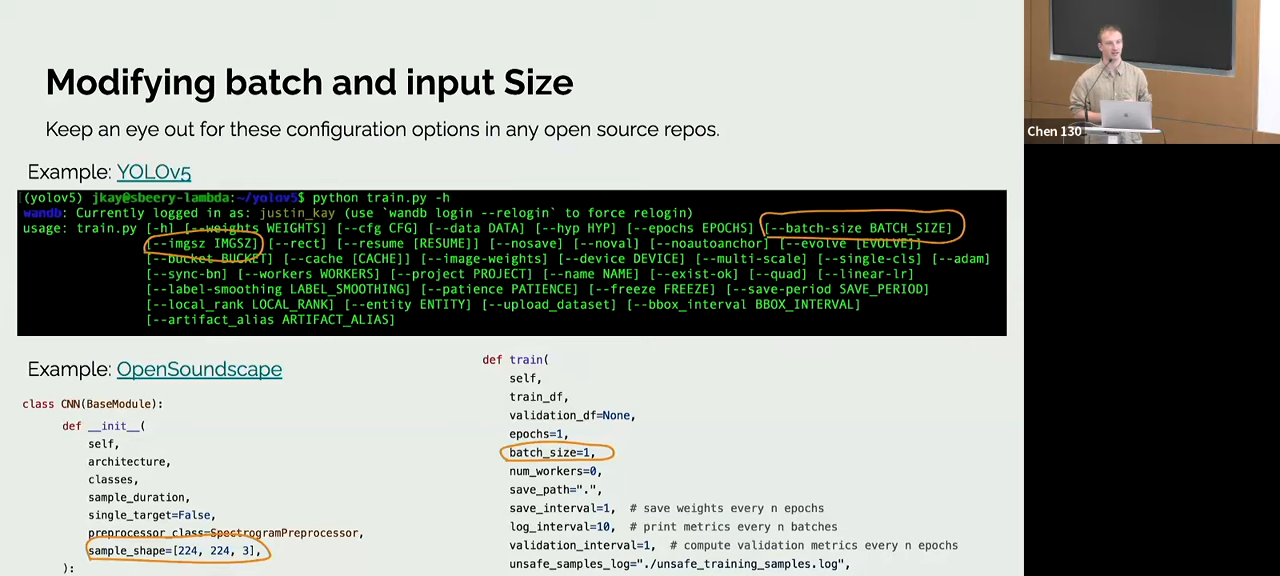 Modifying batch and input Size
Keep an eye out for these configuration options in any open source repos.
Example: YOLOv5
(yolov5) jkay@sbeery-lambda:~/yolov5$ python train.py -h
wandb: Currently logged in as: justin_kay (use `wandb login --relogin` to force relogin)
usage: train.py [-h] [--weights WEIGHTS] [--cfg CFG] [--data DATA] [--hyp HYP] [--epochs EPOCHS] [--batch-size BATCH_SIZE]
[--imgsz IMGSZ] [--rect] [--resume [RESUME]] [--nosave] [--noval] [--noautoanchor] [--evolve [EVOLVE]]
[--bucket BUCKET] [--cache [CACHE]] [--image-weights] [--device DEVICE] [--multi-scale] [--single-cls] [--adam]
[--sync-bn] [--workers WORKERS] [--project PROJECT] [--name NAME] [--exist-ok] [--quad] [--linear-lr]
[--label-smoothing LABEL_SMOOTHING] [--patience PATIENCE] [--freeze FREEZE] [--save-period SAVE_PERIOD]
[--local_rank LOCAL_RANK] [--entity ENTITY] [--upload_dataset] [--bbox_interval BBOX_INTERVAL]
[--artifact_alias ARTIFACT_ALIAS]
Example: OpenSoundscape
class CNN(BaseModule):
def __init__(
self,
architecture,
classes,
sample_duration,
single_target=False,
preprocessor_class=SpectrogramPreprocessor,
sample_shape=[224, 224, 3],
):
def train(
self,
train_df,
validation_df=None,
epochs=1,
batch_size=1,
num_workers=0,
save_path=".",
save_interval=1, # save weights every n epochs
log_interval=10, # print metrics every n batches
validation_interval=1, # compute validation metrics every n epochs
unsafe_samples_log="./unsafe_training_samples.log",
Chen 130